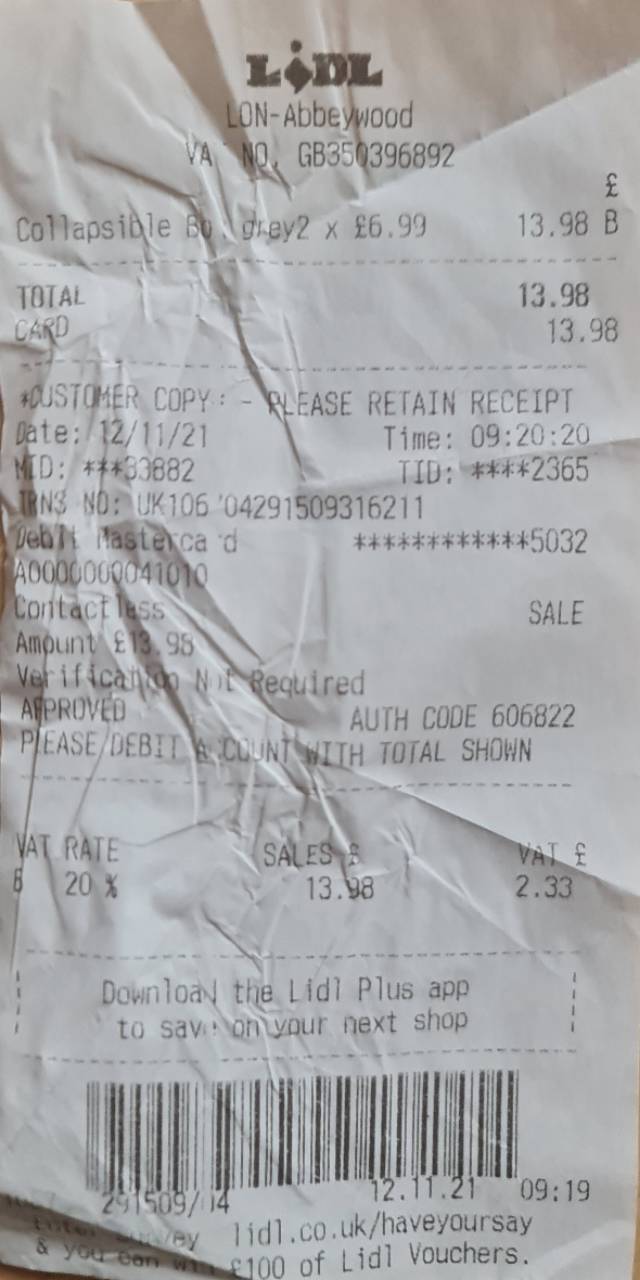 LiDL
LON-Abbeywood
VA NO. GB350396892
£
Collapsible Bo grey2 x £6.99 13.98 B
TOTAL 13.98
CARD 13.98
*CUSTOMER COPY: - PLEASE RETAIN RECEIPT
Date: 12/11/21 Time: 09:20:20
MID: ***33882 TID: ****2365
TRNS NO: UK106 04291509316211
Debit Mastercard ************5032
A0000000041010
Contactless SALE
Amount £13.98
Verification Not Required
APPROVED AUTH CODE 606822
PLEASE DEBIT ACCOUNT WITH TOTAL SHOWN
VAT RATE SALES £ VAT £
B 20 % 13.98 2.33
Download the Lidl Plus app
to save on your next shop
291509/04 12.11.21 09:19
survey lidl.co.uk/haveyoursay
& you can win £100 of Lidl Vouchers.